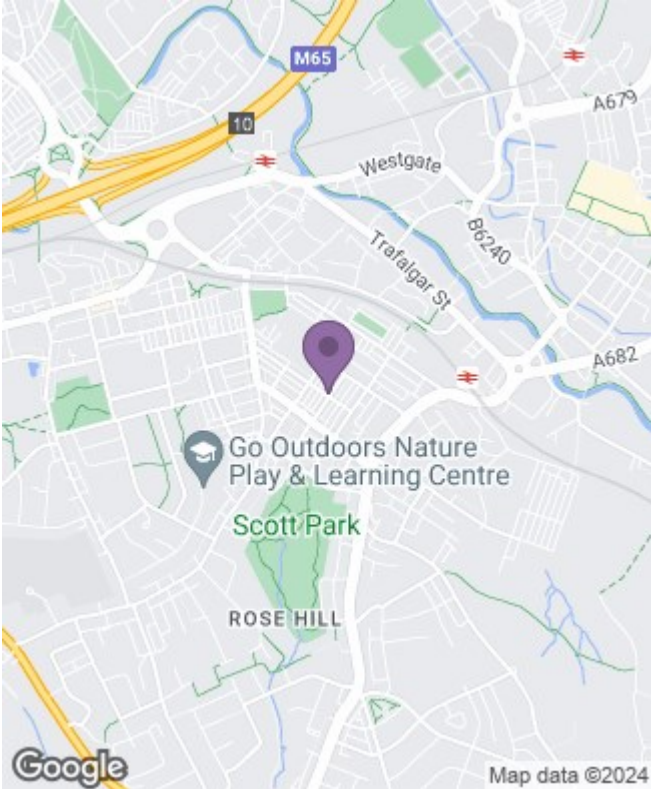 M65
A679
10
Westgate
B6240
Trafalgar St
A682
Go Outdoors Nature
Play & Learning Centre
Scott Park
ROSE HILL
Google
Map data ©2024